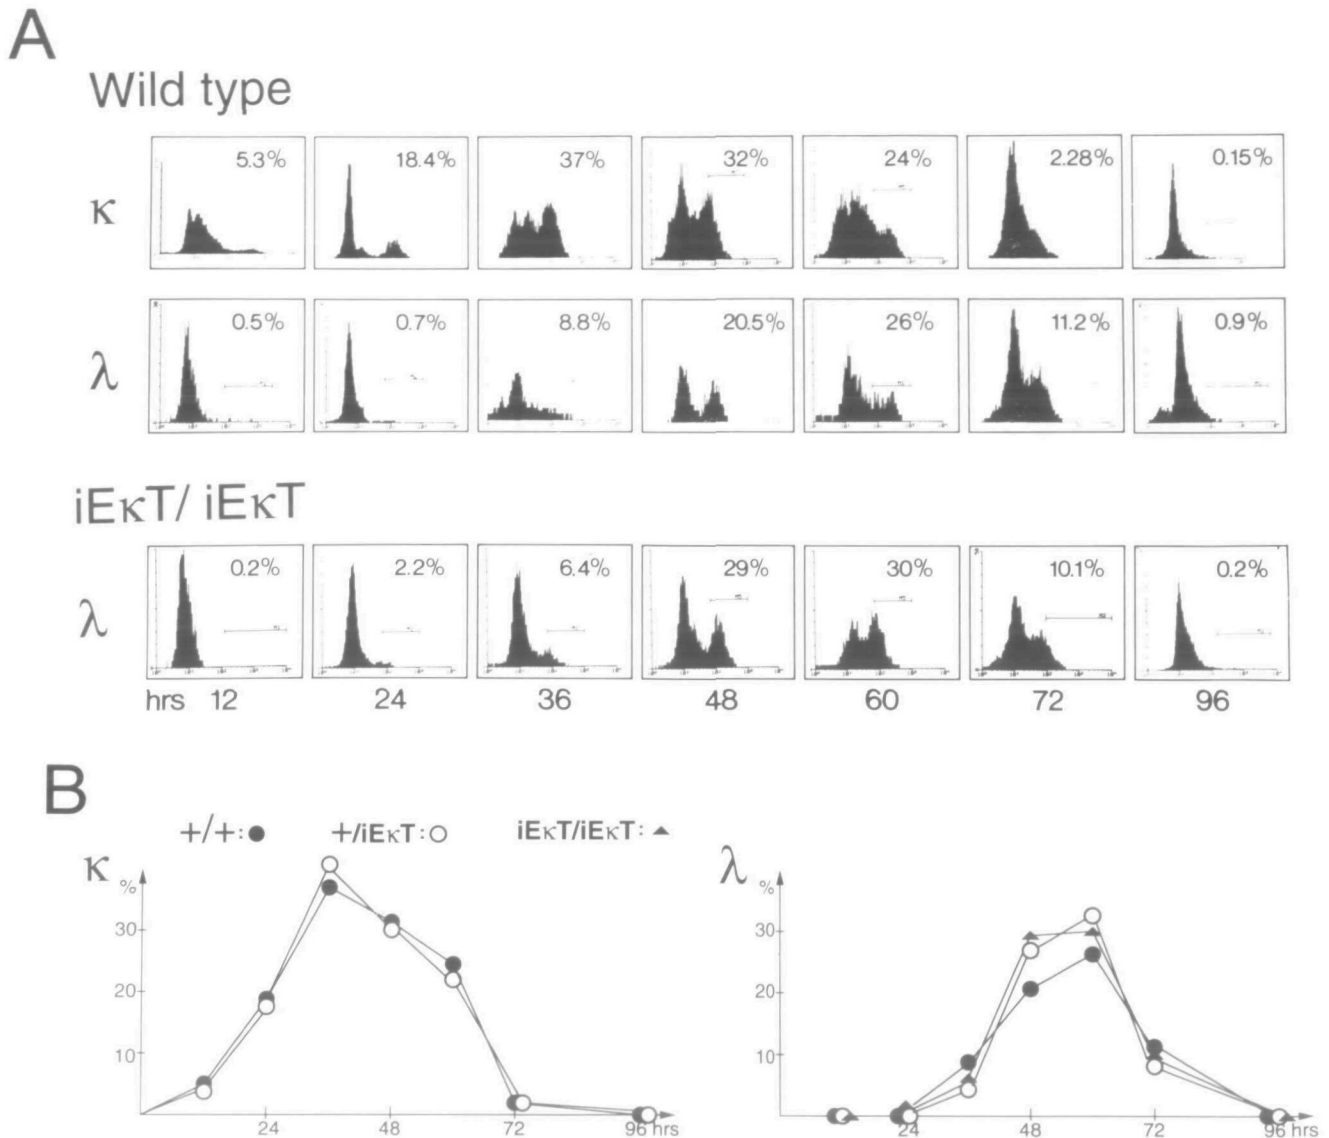 A
Wild type
κ
5.3% 18.4% 37% 32% 24% 2.28% 0.15%
λ
0.5% 0.7% 8.8% 20.5% 26% 11.2% 0.9%
iEκT/ iEκT
λ
0.2% 2.2% 6.4% 29% 30% 10.1% 0.2%
hrs 12 24 36 48 60 72 96
B
+/+: +/iEκT: iEκT/iEκT:
κ
%
30
20
10
24 48 72 96 hrs
λ
%
30
20
10
24 48 72 96 hrs